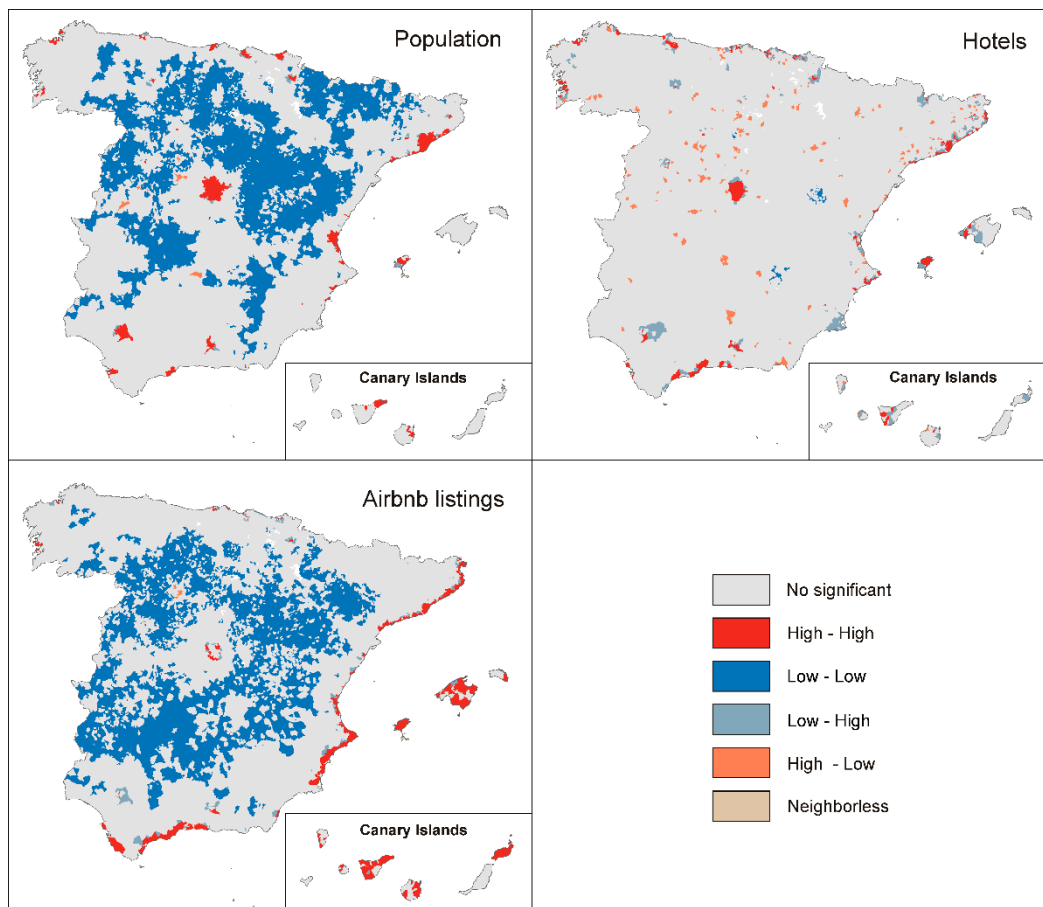 Population
Hotels
Canary Islands
Canary Islands
Airbnb listings
Canary Islands
No significant
High - High
Low - Low
Low - High
High - Low
Neighborless